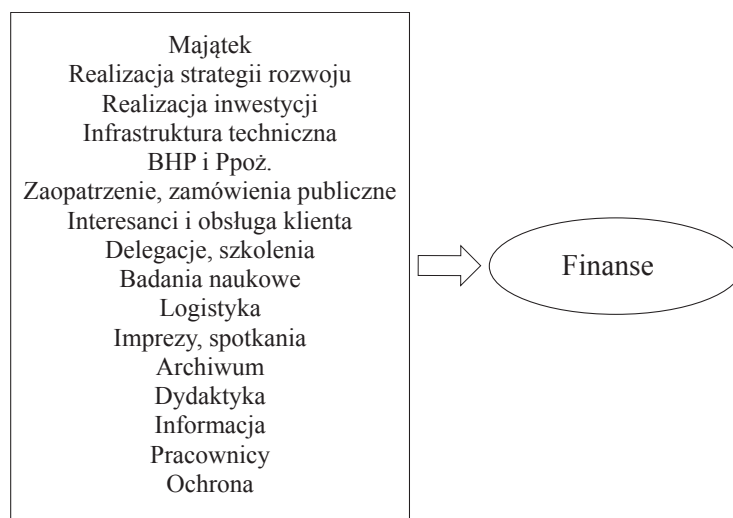 Majątek
Realizacja strategii rozwoju
Realizacja inwestycji
Infrastruktura techniczna
BHP i Ppoż.
Zaopatrzenie, zamówienia publiczne
Interesanci i obsługa klienta
Delegacje, szkolenia
Badania naukowe
Logistyka
Imprezy, spotkania
Archiwum
Dydaktyka
Informacja
Pracownicy
Ochrona
Finanse